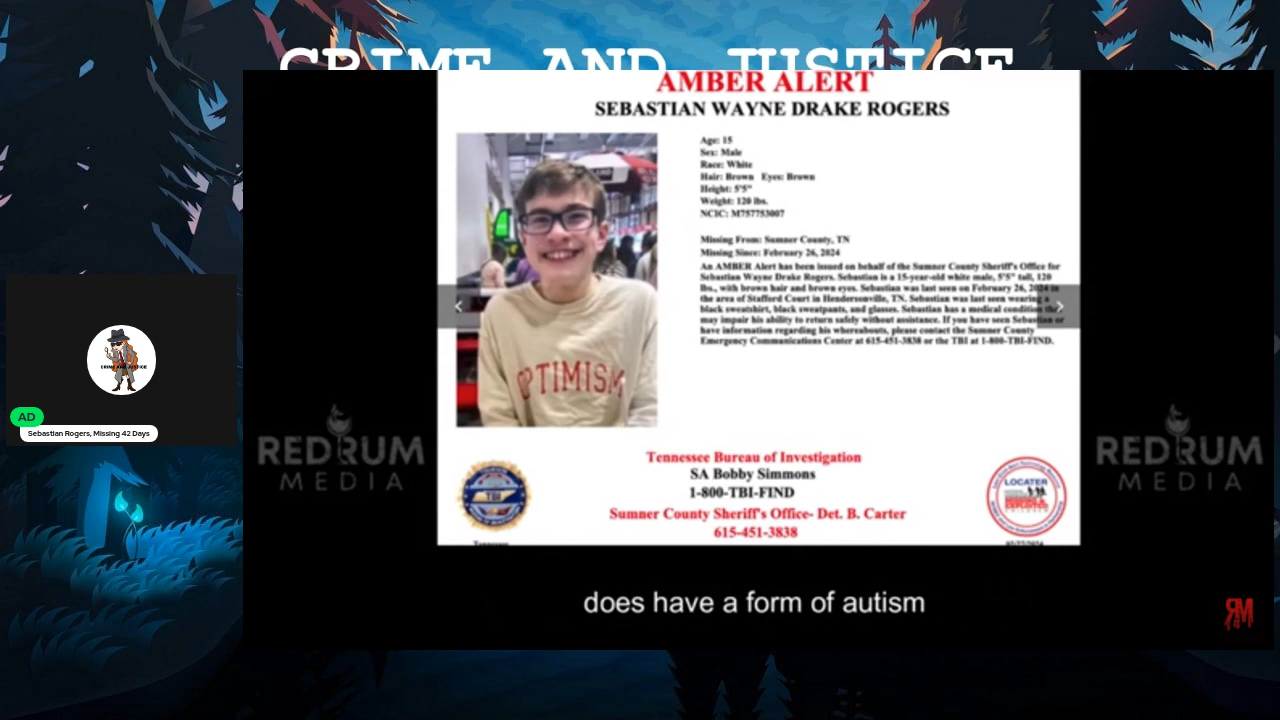 CRIME AND JUSTICE
AMBER ALERT
SEBASTIAN WAYNE DRAKE ROGERS
Age: 15
Sex: Male
Race: White
Hair: Brown Eyes: Brown
Height: 5'5"
Weight: 120 lbs.
NCIC: M757753007
Missing From: Sumner County, TN
Missing Since: February 26, 2024
An AMBER Alert has been issued on behalf of the Sumner County Sheriff's Office for
Sebastian Wayne Drake Rogers. Sebastian is a 15-year-old white male, 5'5" tall, 120
lbs., with brown hair and brown eyes. Sebastian was last seen on February 26, 2024 in
the area of Stafford Court in Hendersonville, TN. Sebastian was last seen wearing a
black sweatshirt, black sweatpants, and glasses. Sebastian has a medical condition that
may impair his ability to return safely without assistance. If you have seen Sebastian or
have information regarding his whereabouts, please contact the Sumner County
Emergency Communications Center at 615-451-3838 or the TBI at 1-800-TBI-FIND.
OPTIMISM
CRIME AND JUSTICE
AD
Sebastian Rogers, Missing 42 Days
REDRUM
MEDIA
REDRUM
MEDIA
Tennessee Bureau of Investigation
SA Bobby Simmons
1-800-TBI-FIND
Sumner County Sheriff's Office- Det. B. Carter
615-451-3838
TBI
LOCATER
does have a form of autism
RM